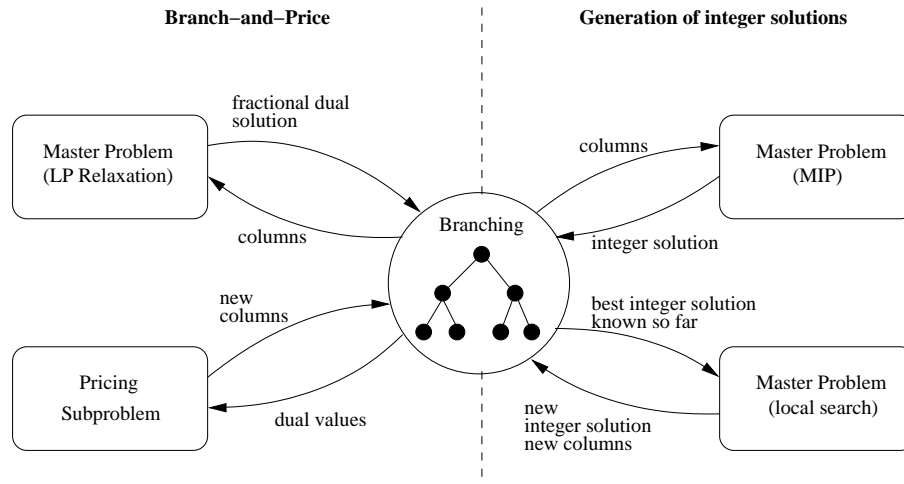 Branch−and−Price
Generation of integer solutions
fractional dual
solution
Master Problem
(LP Relaxation)
columns
columns
Master Problem
(MIP)
integer solution
Branching
new
columns
best integer solution
known so far
Pricing
Subproblem
dual values
new
integer solution
new columns
Master Problem
(local search)